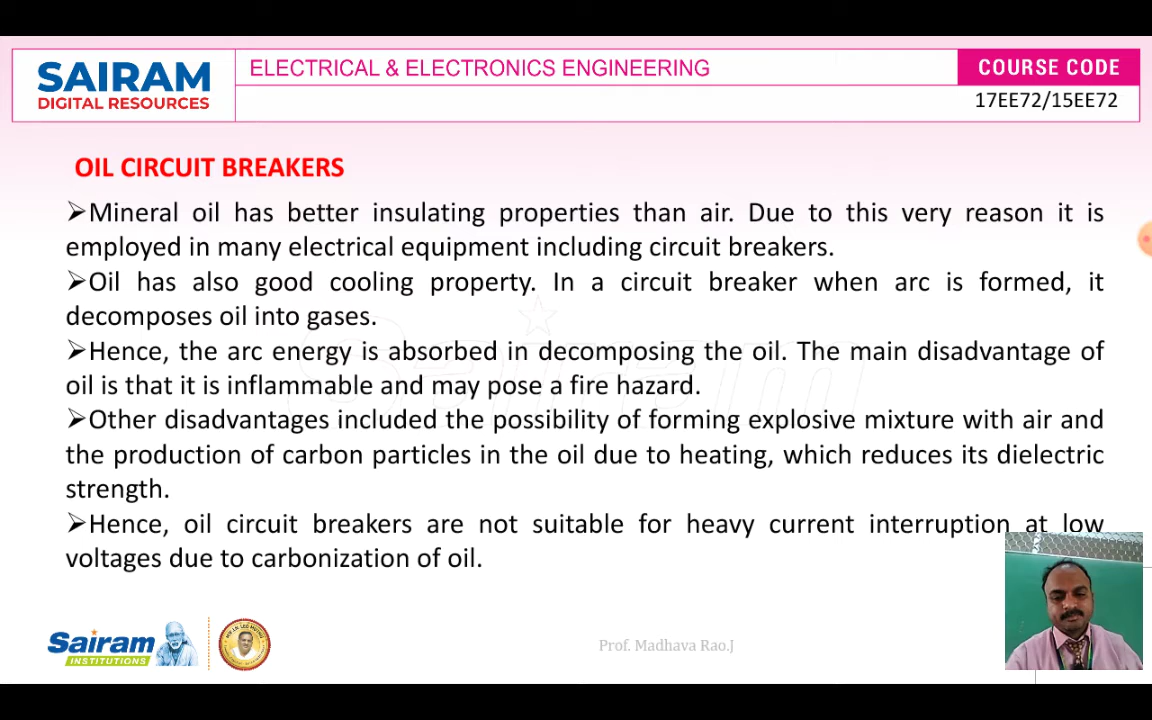 SAIRAM
DIGITAL RESOURCES
ELECTRICAL & ELECTRONICS ENGINEERING
COURSE CODE
17EE72/15EE72
OIL CIRCUIT BREAKERS
➢Mineral oil has better insulating properties than air. Due to this very reason it is
employed in many electrical equipment including circuit breakers.
➢Oil has also good cooling property. In a circuit breaker when arc is formed, it
decomposes oil into gases.
➢Hence, the arc energy is absorbed in decomposing the oil. The main disadvantage of
oil is that it is inflammable and may pose a fire hazard.
➢Other disadvantages included the possibility of forming explosive mixture with air and
the production of carbon particles in the oil due to heating, which reduces its dielectric
strength.
➢Hence, oil circuit breakers are not suitable for heavy current interruption at low
voltages due to carbonization of oil.
Sairam
Sairam
INSTITUTIONS
Prof. Madhava Rao.J